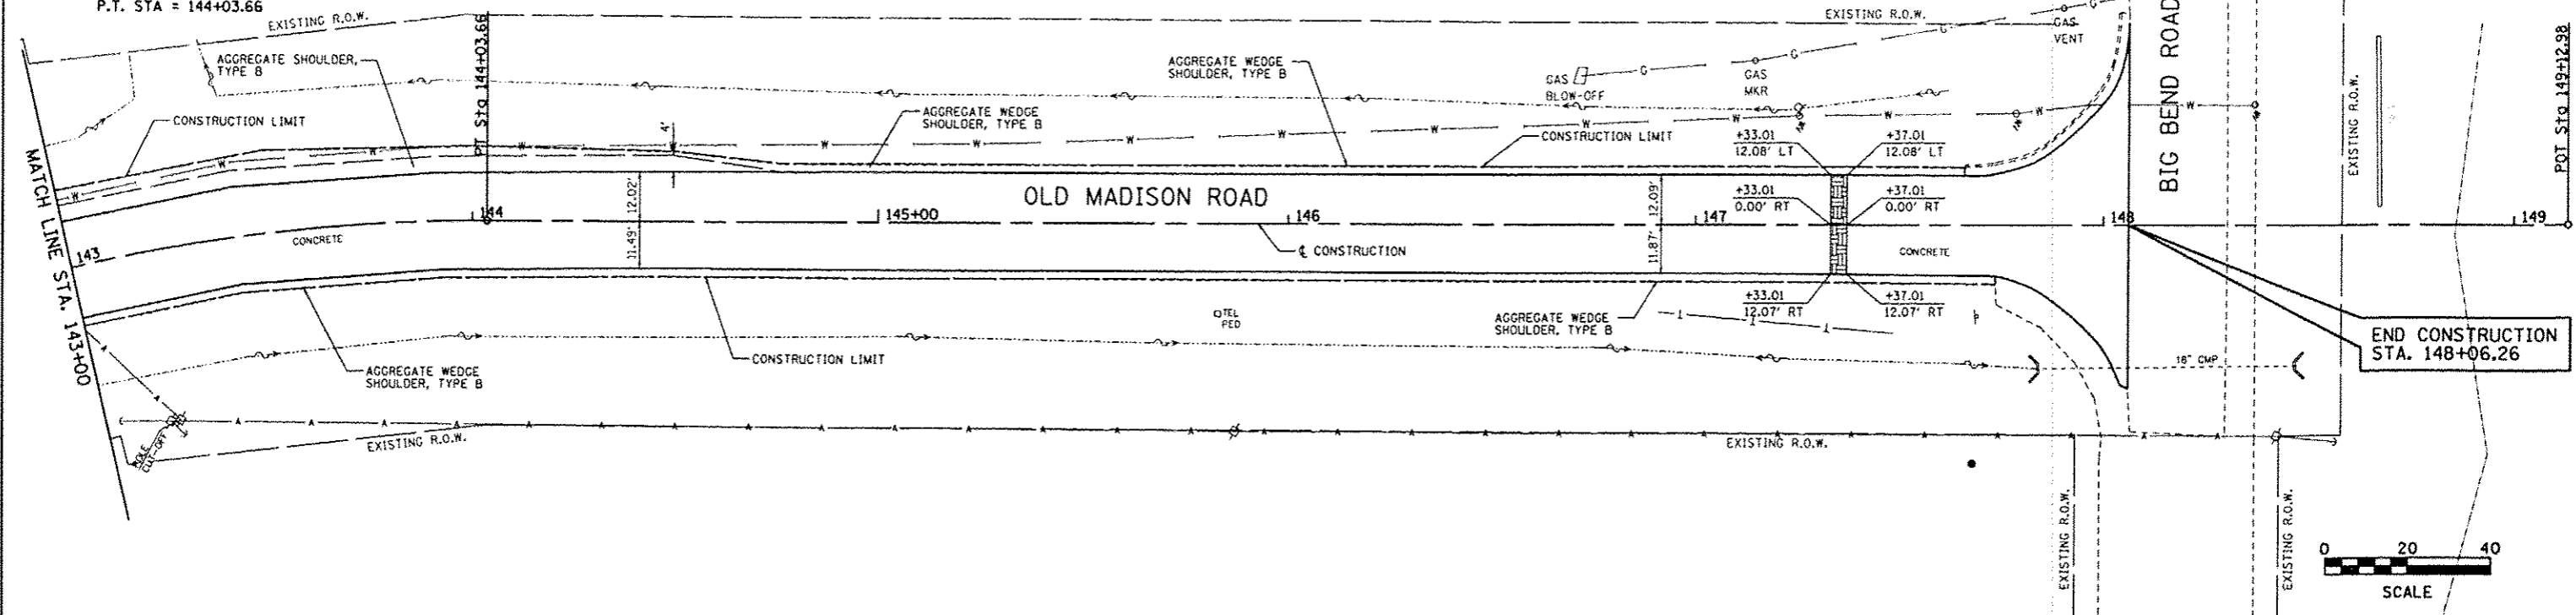 P.T. STA = 144+03.66
EXISTING R.O.W.
EXISTING R.O.W.
GAS
VENT
G
BIG BEND ROAD
EXISTING R.O.W.
POT Sta 149+12.98
PT Sta 144+03.66
AGGREGATE SHOULDER,
TYPE B
AGGREGATE WEDGE
SHOULDER, TYPE B
GAS
BLOW-OFF
G
GAS
MKR
G
G
CONSTRUCTION LIMIT
4'
AGGREGATE WEDGE
SHOULDER, TYPE B
CONSTRUCTION LIMIT
+33.01
12.08' LT
+37.01
12.08' LT
W W W W W W W W W W W W W W W
MATCH LINE STA. 143+00
OLD MADISON ROAD
12.02'
11.49'
12.09'
11.87'
+33.01
0.00' RT
+37.01
0.00' RT
143
144
145+00
146
147
148
149
CONCRETE
℄ CONSTRUCTION
CONCRETE
+33.01
12.07' RT
+37.01
12.07' RT
TEL
PED
AGGREGATE WEDGE
SHOULDER, TYPE B
END CONSTRUCTION
STA. 148+06.26
CONSTRUCTION LIMIT
AGGREGATE WEDGE
SHOULDER, TYPE B
18" CMP
POLE
CUT-OFF
EXISTING R.O.W.
EXISTING R.O.W.
EXISTING R.O.W.
EXISTING R.O.W.
0 20 40
SCALE